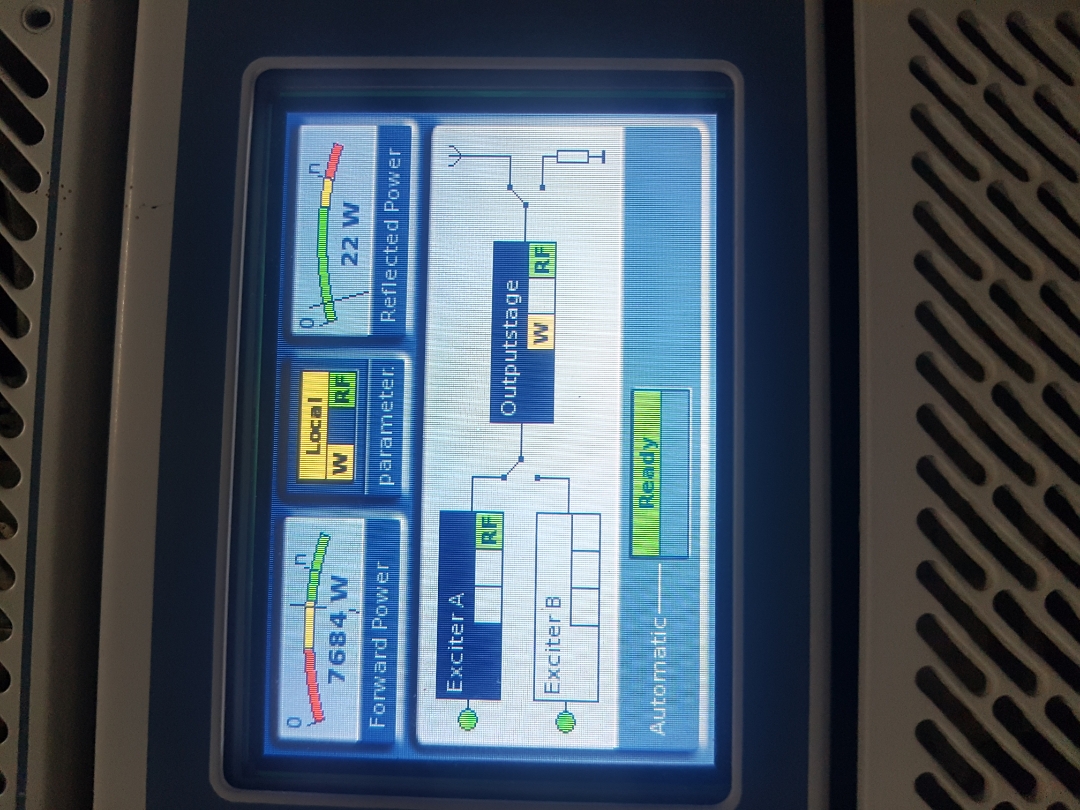 0 n
7684 W
Forward Power
Local
W RF
parameter.
0 n
22 W
Reflected Power
Exciter A
RF
Exciter B
Outputstage
W RF
Automatic
Ready